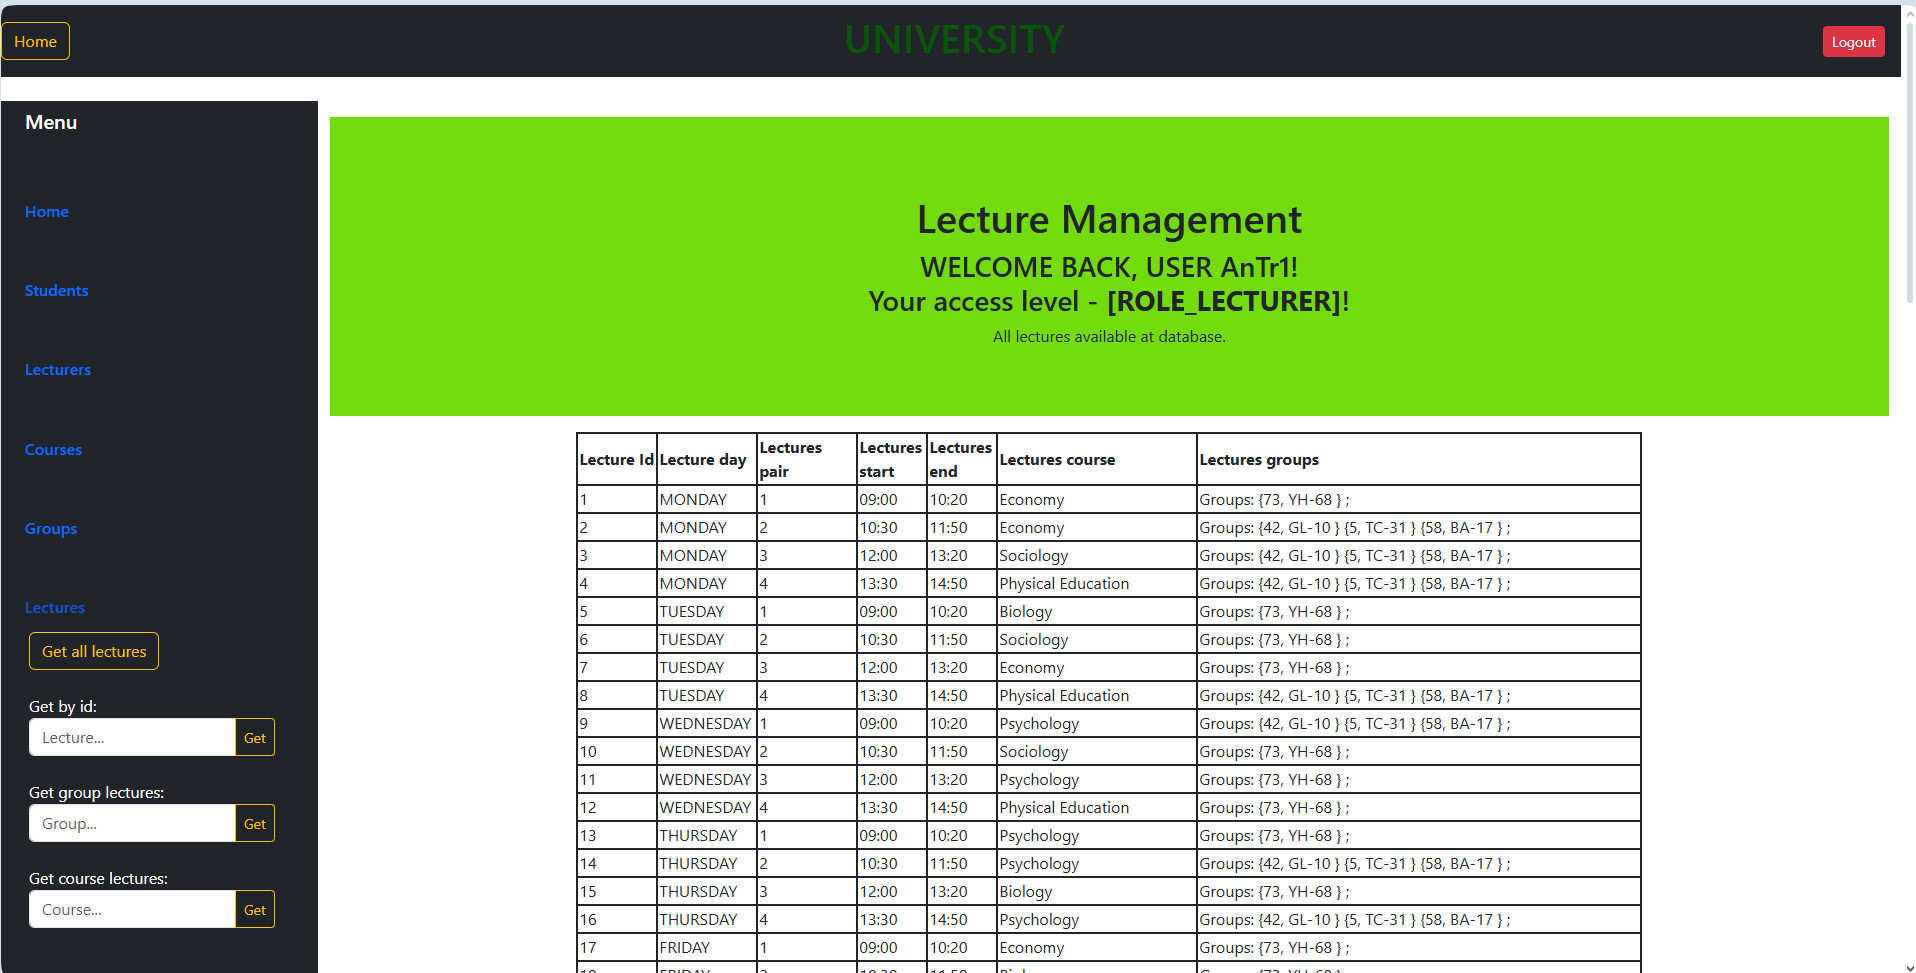 Home
UNIVERSITY
Logout
Menu
Home
Students
Lecturers
Courses
Groups
Lectures
Get all lectures
Get by id:
Lecture...
Get
Get group lectures:
Group...
Get
Get course lectures:
Course...
Get
Lecture Management
WELCOME BACK, USER AnTr1!
Your access level - [ROLE_LECTURER]!
All lectures available at database.
Lecture Id Lecture day Lectures pair Lectures start Lectures end Lectures course Lectures groups
1 MONDAY 1 09:00 10:20 Economy Groups: {73, YH-68 } ;
2 MONDAY 2 10:30 11:50 Economy Groups: {42, GL-10 } {5, TC-31 } {58, BA-17 } ;
3 MONDAY 3 12:00 13:20 Sociology Groups: {42, GL-10 } {5, TC-31 } {58, BA-17 } ;
4 MONDAY 4 13:30 14:50 Physical Education Groups: {42, GL-10 } {5, TC-31 } {58, BA-17 } ;
5 TUESDAY 1 09:00 10:20 Biology Groups: {73, YH-68 } ;
6 TUESDAY 2 10:30 11:50 Sociology Groups: {73, YH-68 } ;
7 TUESDAY 3 12:00 13:20 Economy Groups: {73, YH-68 } ;
8 TUESDAY 4 13:30 14:50 Physical Education Groups: {42, GL-10 } {5, TC-31 } {58, BA-17 } ;
9 WEDNESDAY 1 09:00 10:20 Psychology Groups: {42, GL-10 } {5, TC-31 } {58, BA-17 } ;
10 WEDNESDAY 2 10:30 11:50 Sociology Groups: {73, YH-68 } ;
11 WEDNESDAY 3 12:00 13:20 Psychology Groups: {73, YH-68 } ;
12 WEDNESDAY 4 13:30 14:50 Physical Education Groups: {73, YH-68 } ;
13 THURSDAY 1 09:00 10:20 Psychology Groups: {73, YH-68 } ;
14 THURSDAY 2 10:30 11:50 Psychology Groups: {42, GL-10 } {5, TC-31 } {58, BA-17 } ;
15 THURSDAY 3 12:00 13:20 Biology Groups: {73, YH-68 } ;
16 THURSDAY 4 13:30 14:50 Psychology Groups: {42, GL-10 } {5, TC-31 } {58, BA-17 } ;
17 FRIDAY 1 09:00 10:20 Economy Groups: {73, YH-68 } ;